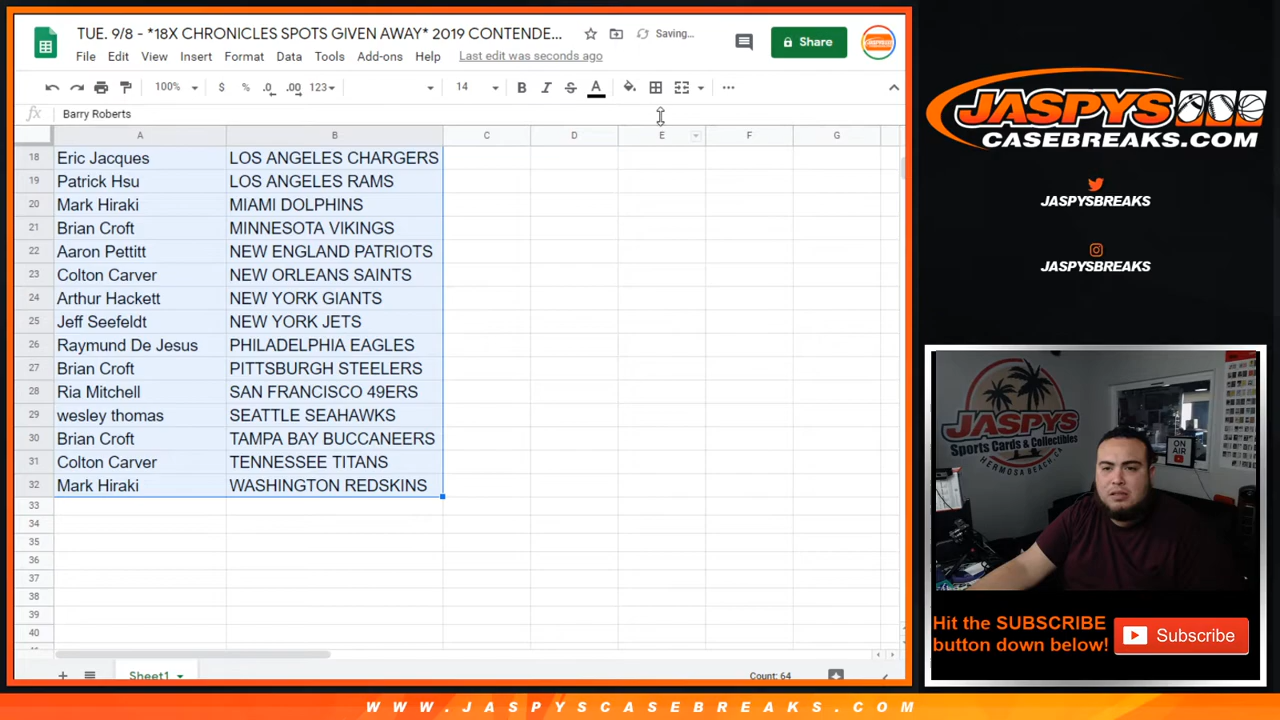 TUE. 9/8 - *18X CHRONICLES SPOTS GIVEN AWAY* 2019 CONTENDE...
Saving...
Share
File Edit View Insert Format Data Tools Add-ons Help Last edit was seconds ago
100% $ % .0 .00 123 14 B I S A
fx Barry Roberts
A B C D E F G
18 Eric Jacques LOS ANGELES CHARGERS
19 Patrick Hsu LOS ANGELES RAMS
20 Mark Hiraki MIAMI DOLPHINS
21 Brian Croft MINNESOTA VIKINGS
22 Aaron Pettitt NEW ENGLAND PATRIOTS
23 Colton Carver NEW ORLEANS SAINTS
24 Arthur Hackett NEW YORK GIANTS
25 Jeff Seefeldt NEW YORK JETS
26 Raymund De Jesus PHILADELPHIA EAGLES
27 Brian Croft PITTSBURGH STEELERS
28 Ria Mitchell SAN FRANCISCO 49ERS
29 wesley thomas SEATTLE SEAHAWKS
30 Brian Croft TAMPA BAY BUCCANEERS
31 Colton Carver TENNESSEE TITANS
32 Mark Hiraki WASHINGTON REDSKINS
33
34
35
36
37
38
39
40
Sheet1
Count: 64
JASPYS
CASEBREAKS.COM
JASPYSBREAKS
JASPYSBREAKS
JASPYS
Sports Cards & Collectibles
HERMOSA BEACH, CA
ON AIR
Hit the SUBSCRIBE
button down below!
Subscribe
WWW.JASPYSCASEBREAKS.COM